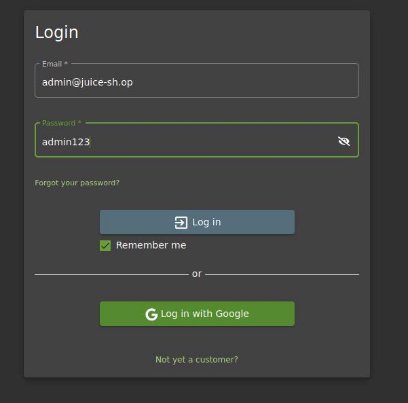 Login
Email *
admin@juice-sh.op
Password *
admin123
Forgot your password?
Log in
Remember me
or
Log in with Google
Not yet a customer?